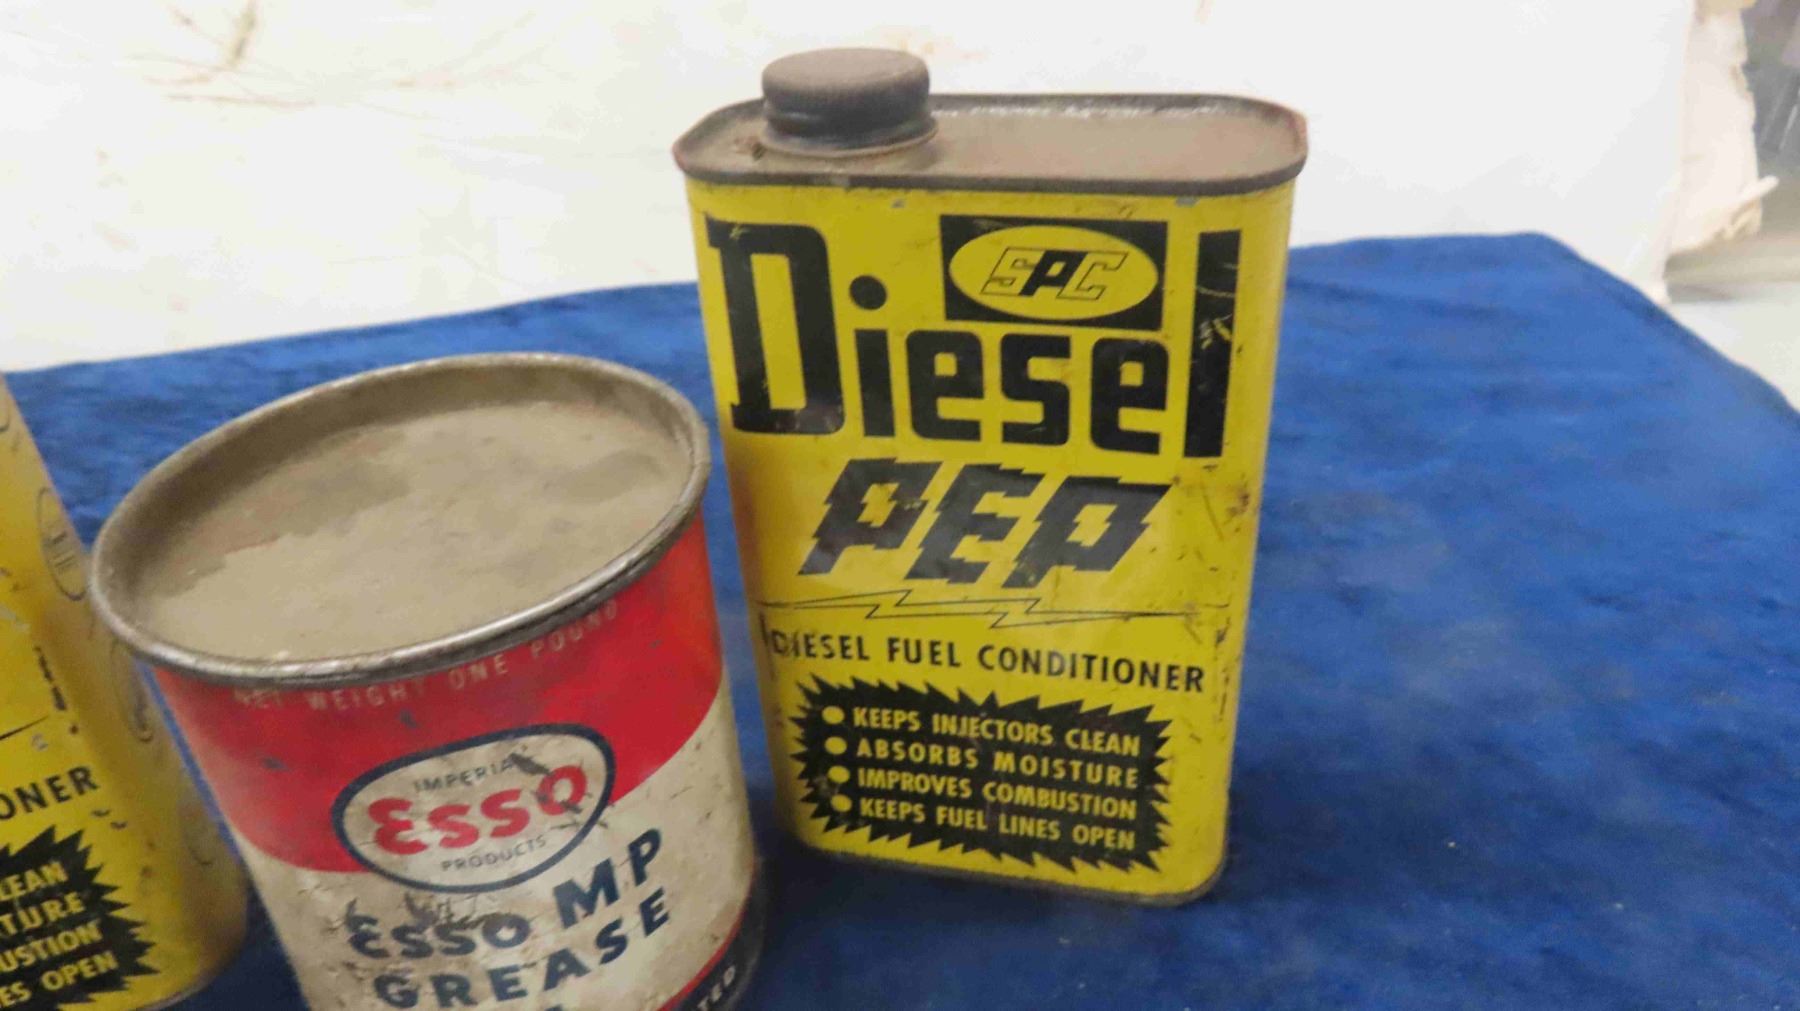 Diesel
SPC
PEP
DIESEL FUEL CONDITIONER
KEEPS INJECTORS CLEAN
ABSORBS MOISTURE
IMPROVES COMBUSTION
KEEPS FUEL LINES OPEN
NET WEIGHT ONE POUND
IMPERIAL
Esso
PRODUCTS
Esso MP
GREASE
TED
ONER
LEAN
TURE
USTION
ES OPEN